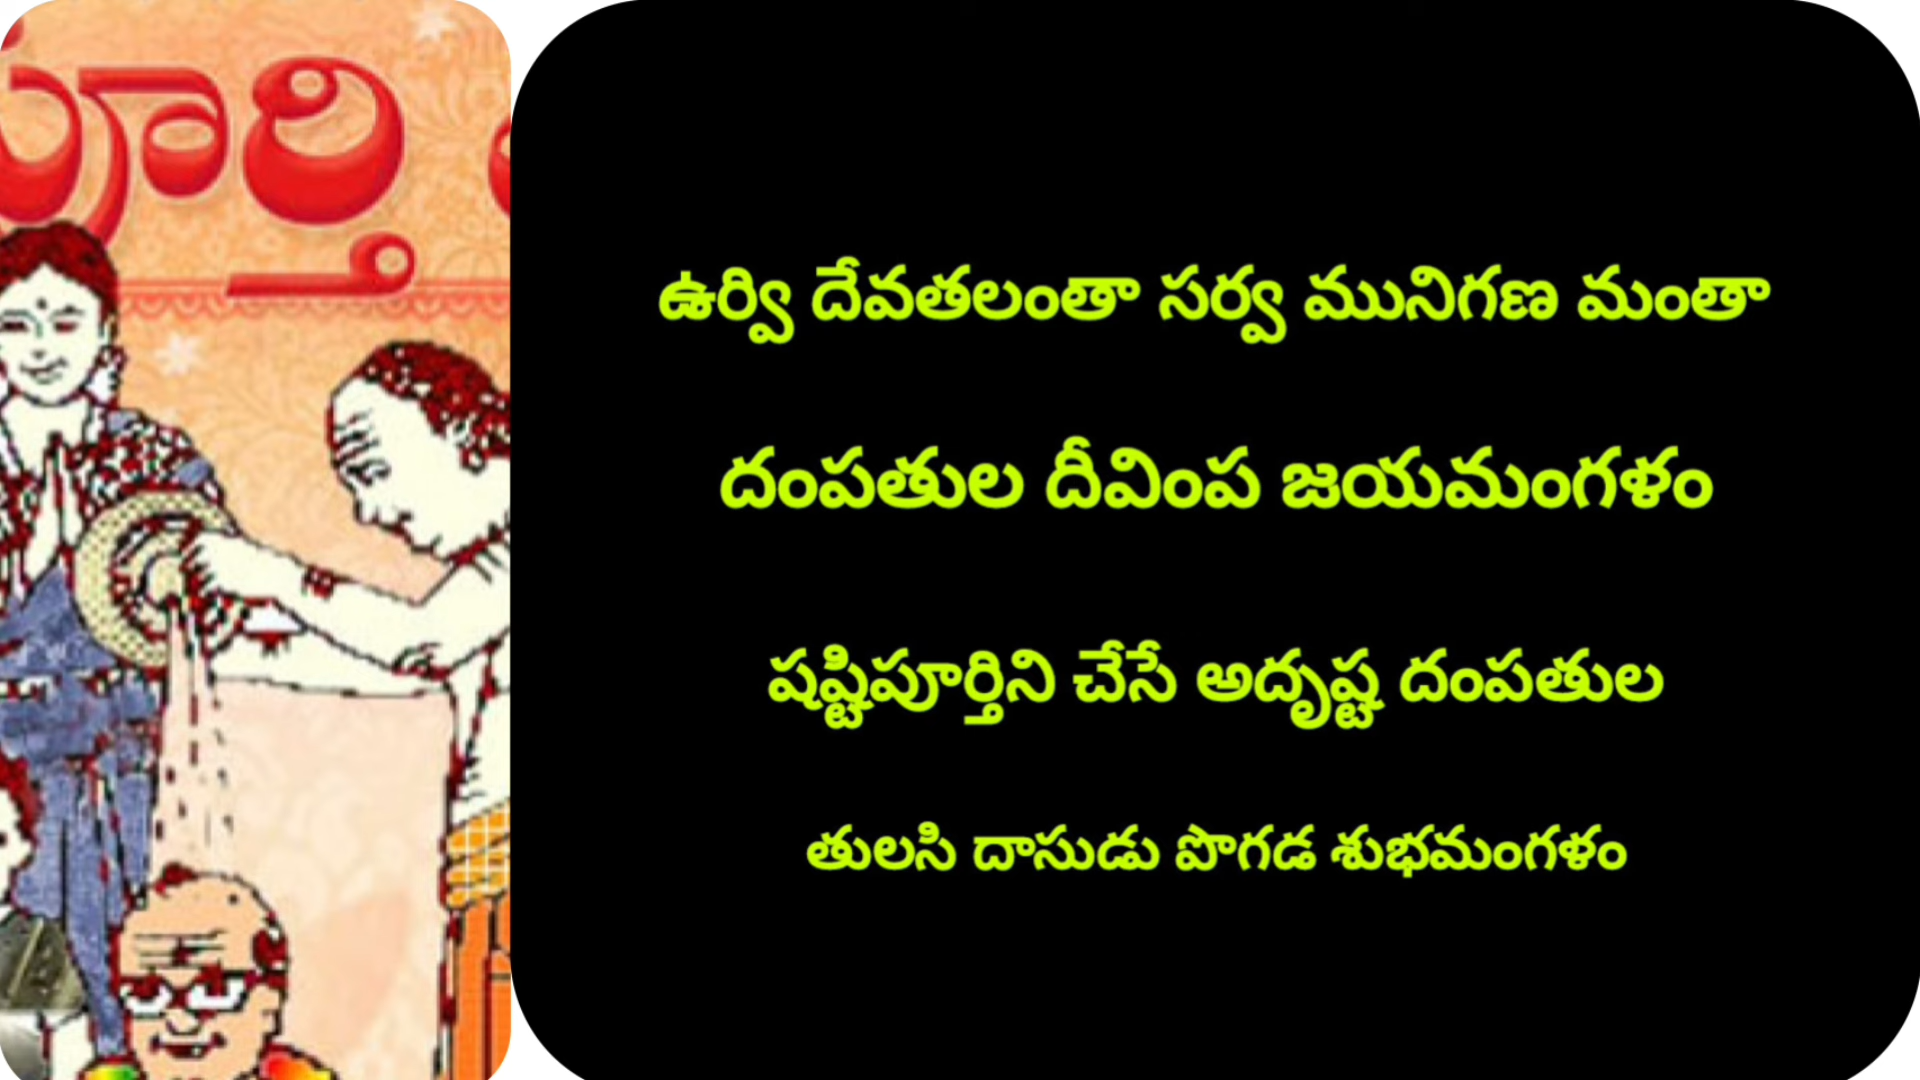 పూర్తి
ఉర్వి దేవతలంతా సర్వ మునిగణ మంతా
దంపతుల దీవింప జయమంగళం
షష్టిపూర్తిని చేసే అదృష్ట దంపతుల
తులసి దాసుడు పొగడ శుభమంగళం